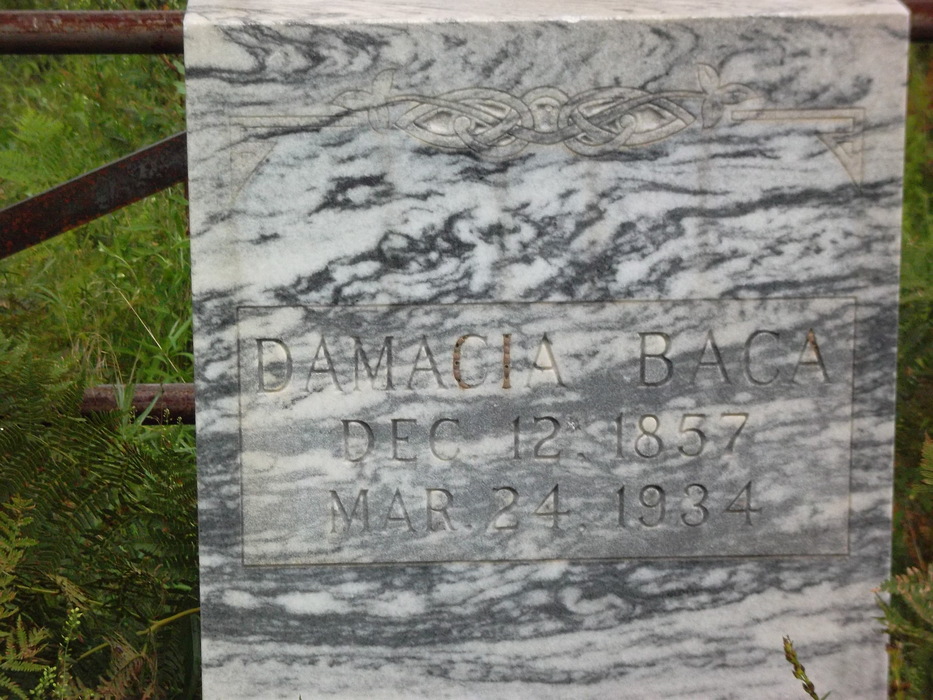 DAMACIA BACA
DEC. 12. 1857
MAR. 24. 1934